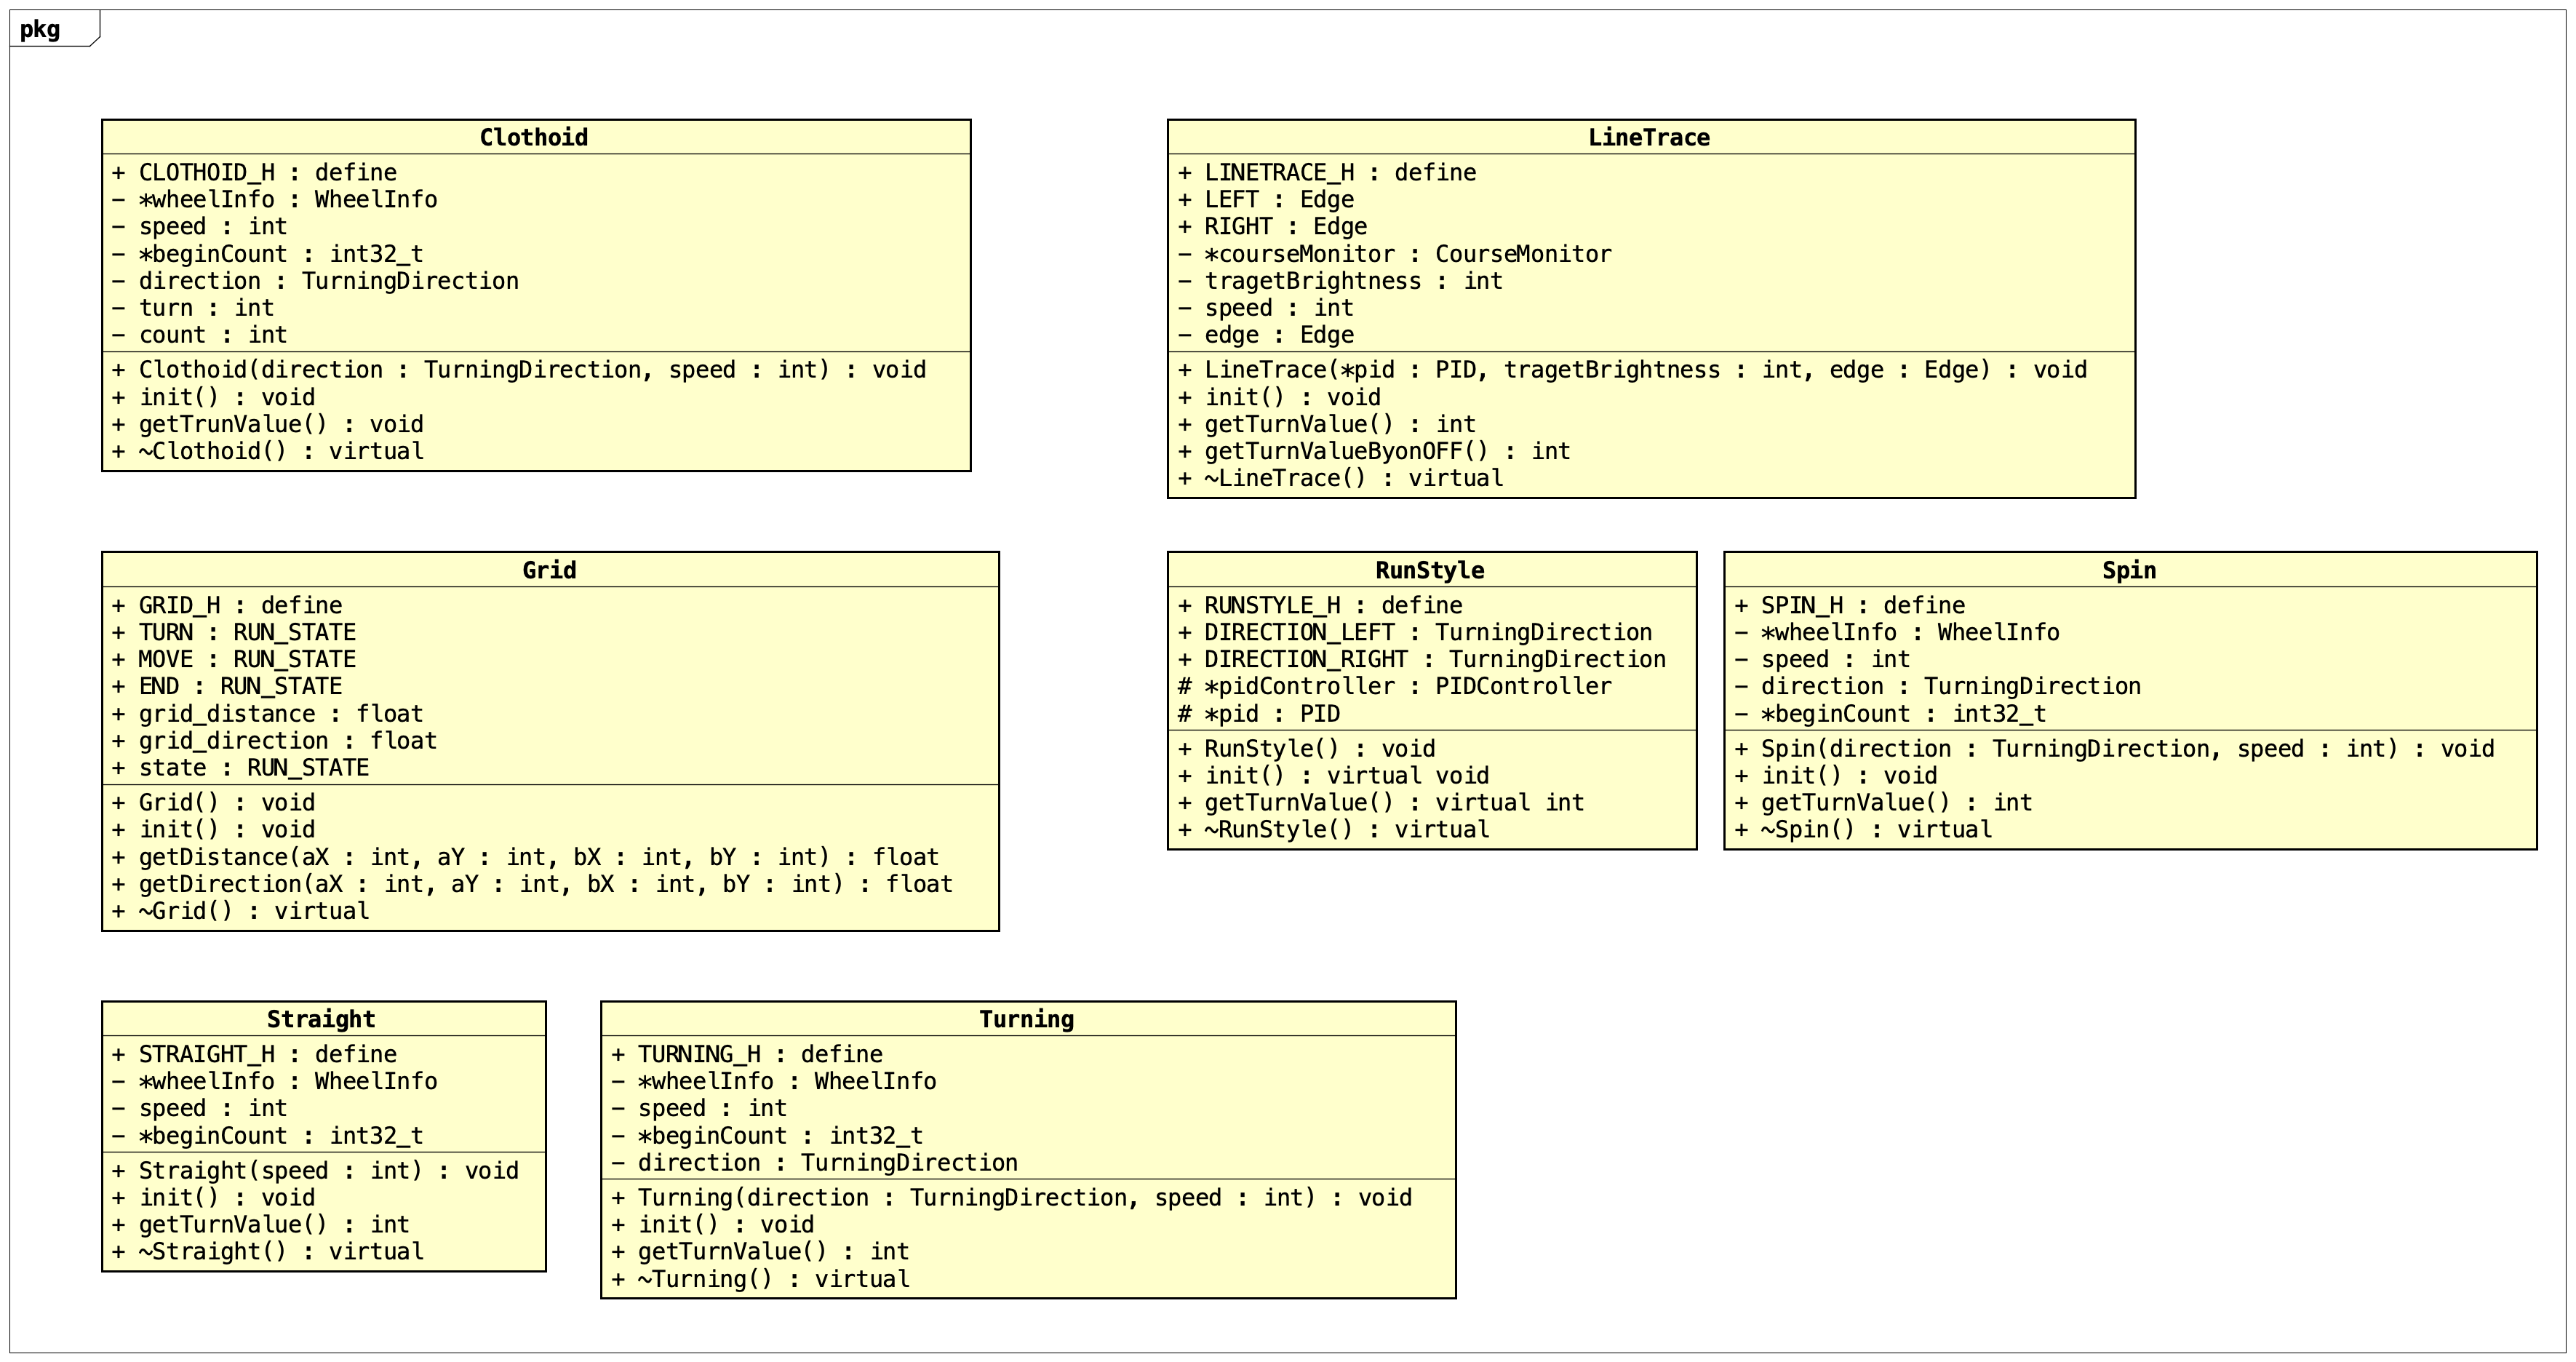 pkg
Clothoid
+ CLOTHOID_H : define
− *wheelInfo : WheelInfo
− speed : int
− *beginCount : int32_t
− direction : TurningDirection
− turn : int
− count : int
+ Clothoid(direction : TurningDirection, speed : int) : void
+ init() : void
+ getTrunValue() : void
+ ~Clothoid() : virtual
LineTrace
+ LINETRACE_H : define
+ LEFT : Edge
+ RIGHT : Edge
− *courseMonitor : CourseMonitor
− tragetBrightness : int
− speed : int
− edge : Edge
+ LineTrace(*pid : PID, tragetBrightness : int, edge : Edge) : void
+ init() : void
+ getTurnValue() : int
+ getTurnValueByonOFF() : int
+ ~LineTrace() : virtual
Grid
+ GRID_H : define
+ TURN : RUN_STATE
+ MOVE : RUN_STATE
+ END : RUN_STATE
+ grid_distance : float
+ grid_direction : float
+ state : RUN_STATE
+ Grid() : void
+ init() : void
+ getDistance(aX : int, aY : int, bX : int, bY : int) : float
+ getDirection(aX : int, aY : int, bX : int, bY : int) : float
+ ~Grid() : virtual
RunStyle
+ RUNSTYLE_H : define
+ DIRECTION_LEFT : TurningDirection
+ DIRECTION_RIGHT : TurningDirection
# *pidController : PIDController
# *pid : PID
+ RunStyle() : void
+ init() : virtual void
+ getTurnValue() : virtual int
+ ~RunStyle() : virtual
Spin
+ SPIN_H : define
− *wheelInfo : WheelInfo
− speed : int
− direction : TurningDirection
− *beginCount : int32_t
+ Spin(direction : TurningDirection, speed : int) : void
+ init() : void
+ getTurnValue() : int
+ ~Spin() : virtual
Straight
+ STRAIGHT_H : define
− *wheelInfo : WheelInfo
− speed : int
− *beginCount : int32_t
+ Straight(speed : int) : void
+ init() : void
+ getTurnValue() : int
+ ~Straight() : virtual
Turning
+ TURNING_H : define
− *wheelInfo : WheelInfo
− speed : int
− *beginCount : int32_t
− direction : TurningDirection
+ Turning(direction : TurningDirection, speed : int) : void
+ init() : void
+ getTurnValue() : int
+ ~Turning() : virtual